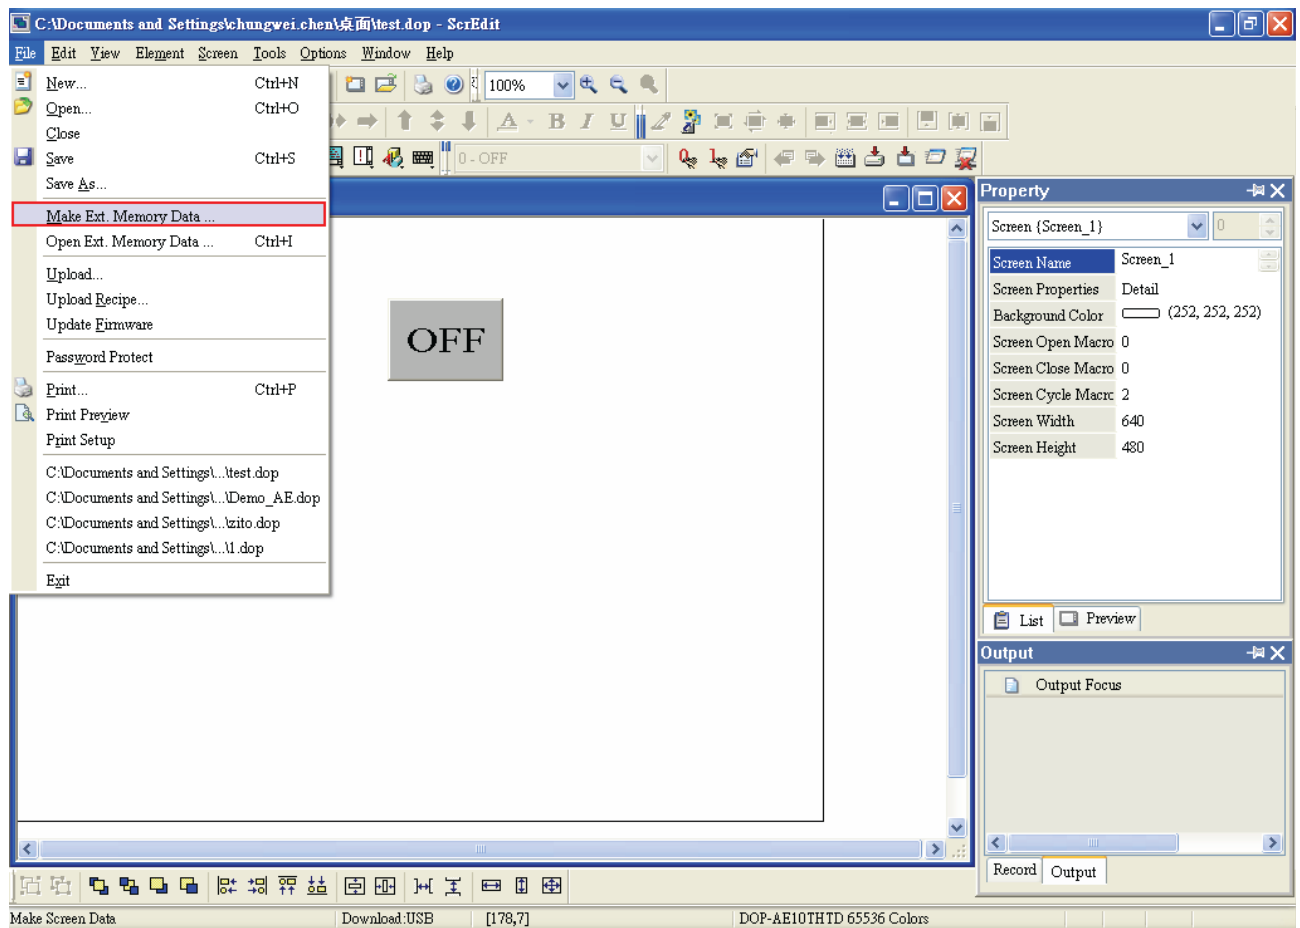 C:\Documents and Settings\chungwei.chen\桌面\test.dop - ScrEdit
File Edit View Element Screen Tools Options Window Help
New... Ctrl+N
Open... Ctrl+O
Close
Save Ctrl+S
Save As...
Make Ext. Memory Data ...
Open Ext. Memory Data ... Ctrl+I
Upload...
Upload Recipe...
Update Firmware
Password Protect
Print... Ctrl+P
Print Preview
Print Setup
C:\Documents and Settings\...\test.dop
C:\Documents and Settings\...\Demo_AE.dop
C:\Documents and Settings\...\zito.dop
C:\Documents and Settings\...\1.dop
Exit
100%
A B I U
0 - OFF
OFF
Property
Screen {Screen_1} 0
Screen Name Screen_1
Screen Properties Detail
Background Color (252, 252, 252)
Screen Open Macro 0
Screen Close Macro 0
Screen Cycle Macrc 2
Screen Width 640
Screen Height 480
List Preview
Output
Output Focus
Record Output
Make Screen Data Download:USB [178,7] DOP-AE10THTD 65536 Colors